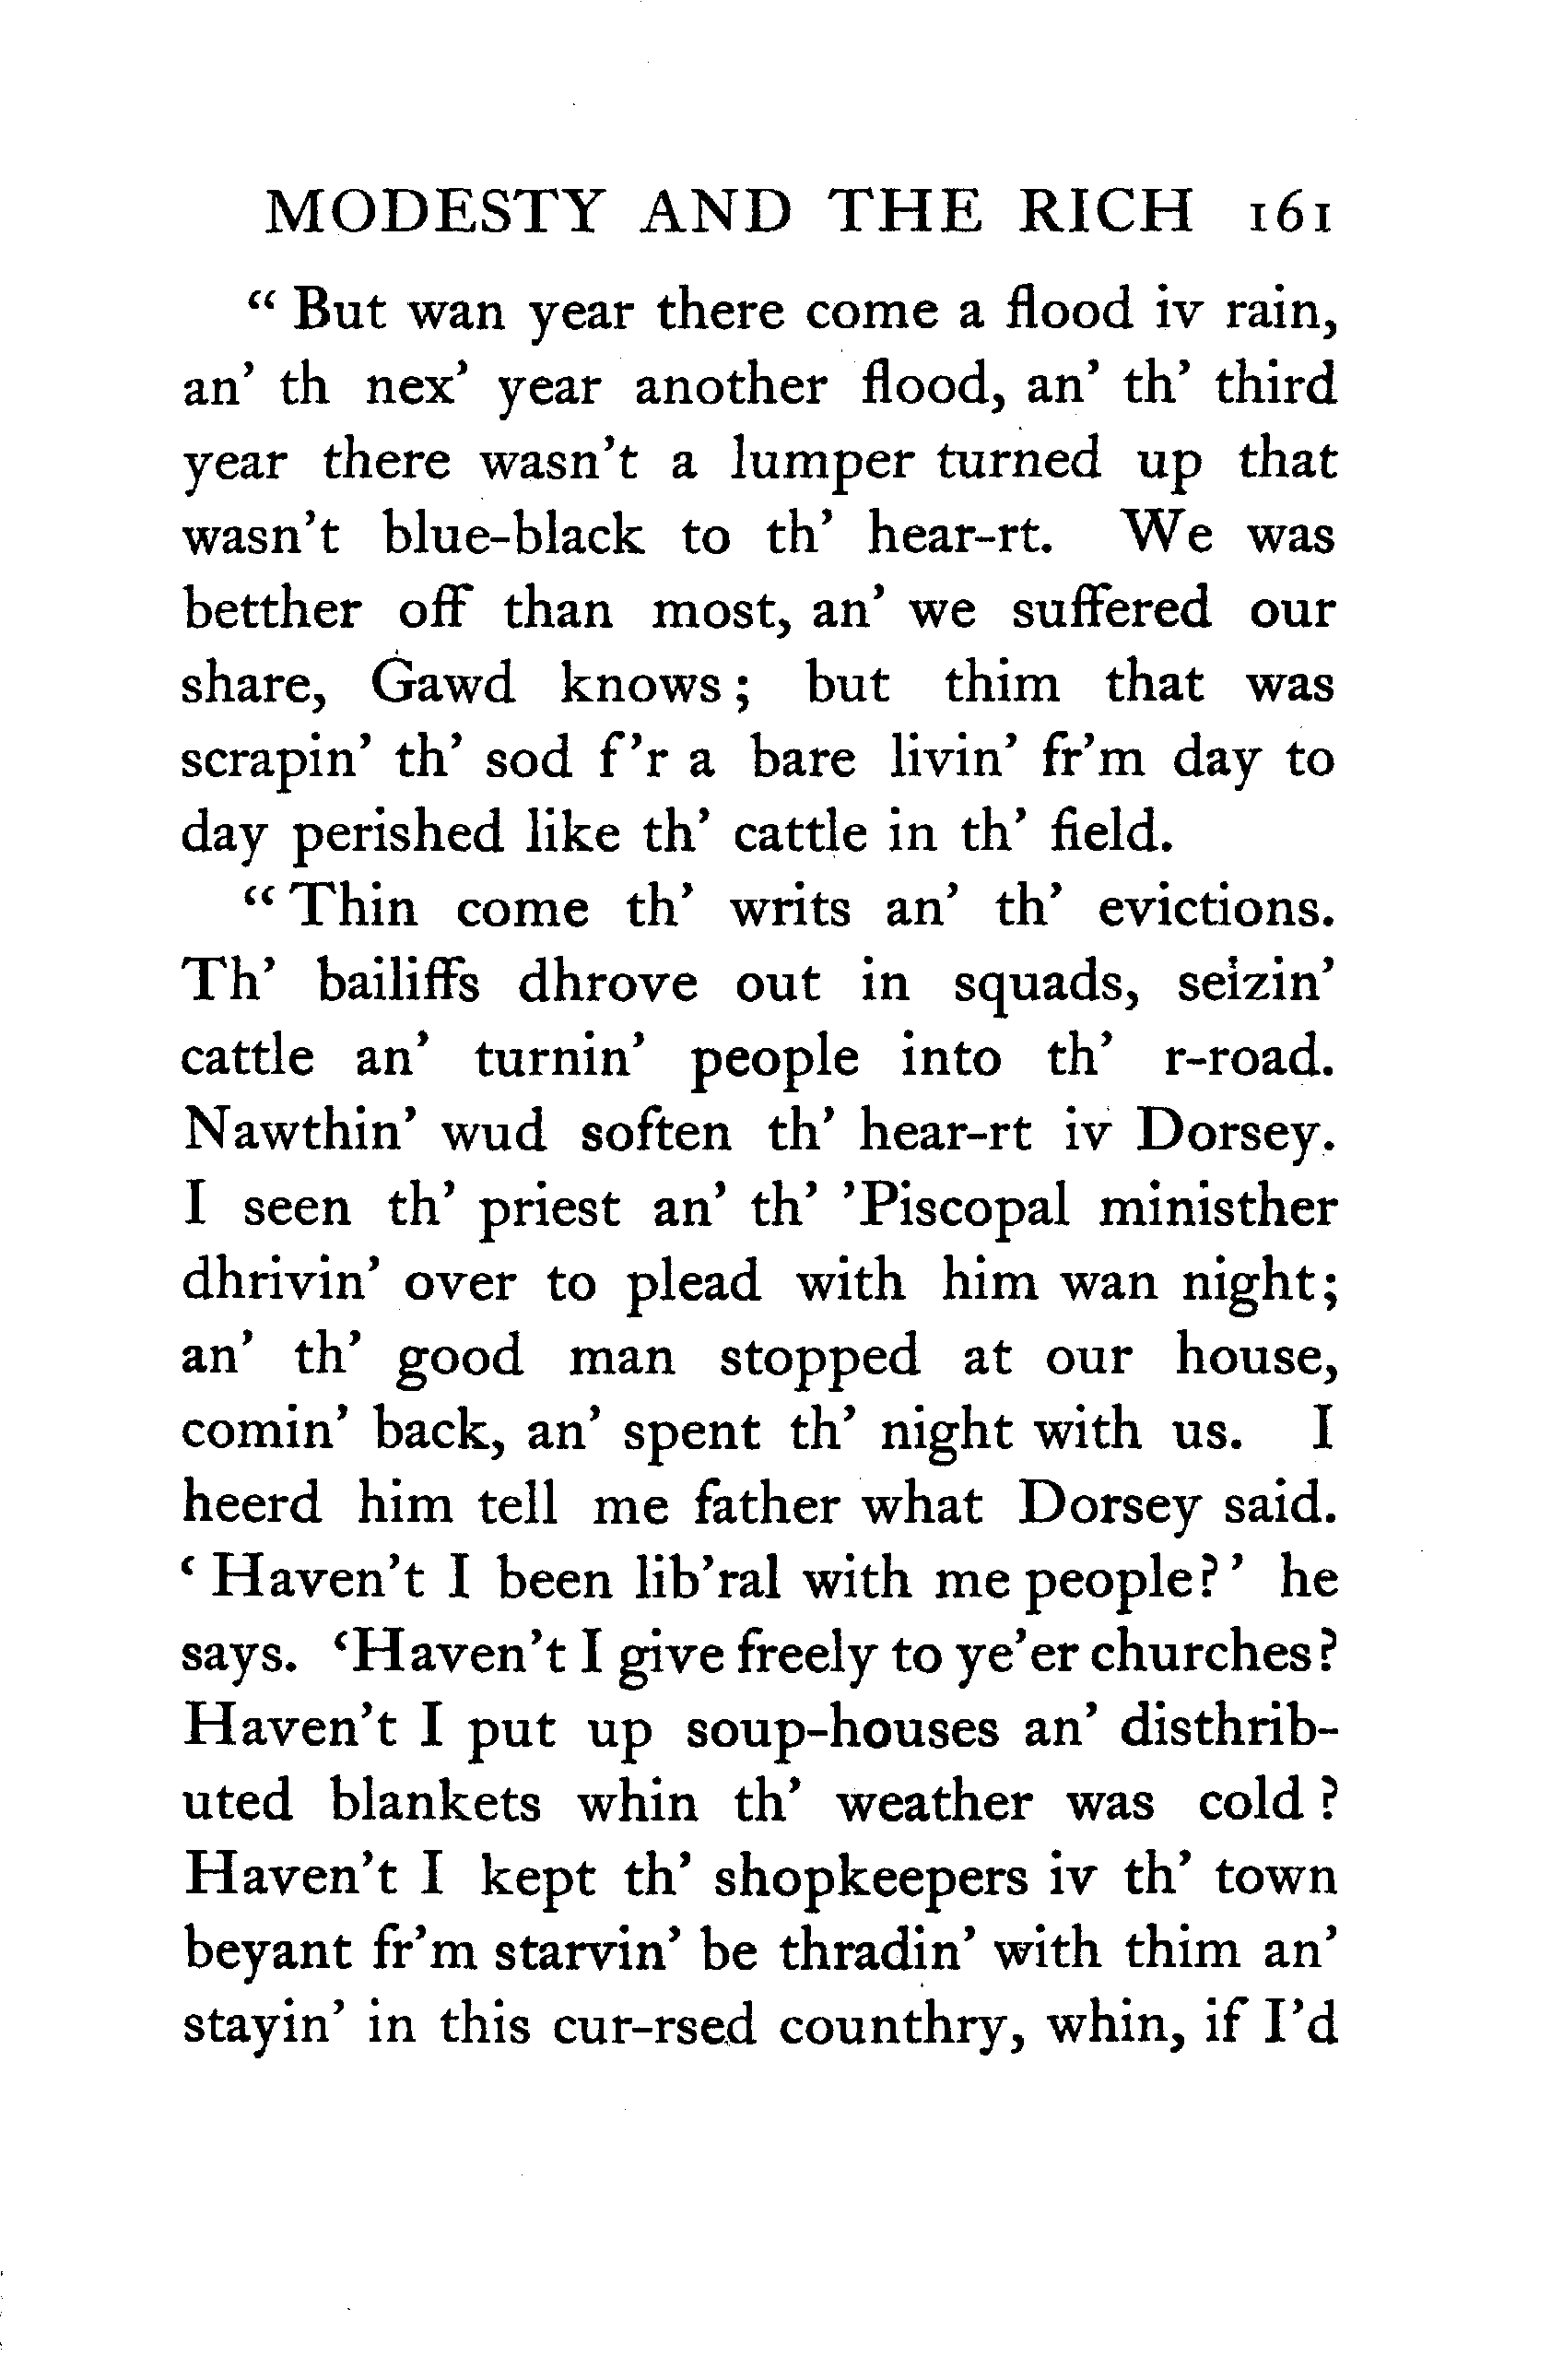 MODESTY AND THE RICH 161
“ But wan year there come a flood iv rain,
an’ th nex’ year another flood, an’ th’ third
year there wasn’t a lumper turned up that
wasn’t blue-black to th’ hear-rt. We was
betther off than most, an’ we suffered our
share, Gawd knows ; but thim that was
scrapin’ th’ sod f’r a bare livin’ fr’m day to
day perished like th’ cattle in th’ field.
“ Thin come th’ writs an’ th’ evictions.
Th’ bailiffs dhrove out in squads, seizin’
cattle an’ turnin’ people into th’ r-road.
Nawthin’ wud soften th’ hear-rt iv Dorsey.
I seen th’ priest an’ th’ ’Piscopal ministher
dhrivin’ over to plead with him wan night;
an’ th’ good man stopped at our house,
comin’ back, an’ spent th’ night with us. I
heerd him tell me father what Dorsey said.
‘ Haven’t I been lib’ral with me people? ’ he
says. ‘Haven’t I give freely to ye’er churches?
Haven’t I put up soup-houses an’ disthrib-
uted blankets whin th’ weather was cold ?
Haven’t I kept th’ shopkeepers iv th’ town
beyant fr’m starvin’ be thradin’ with thim an’
stayin’ in this cur-rsed counthry, whin, if I’d